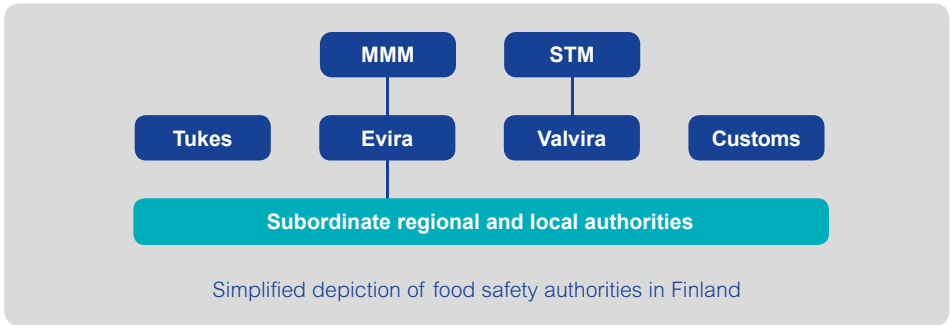 MMM
STM
Tukes
Evira
Valvira
Customs
Subordinate regional and local authorities
Simplified depiction of food safety authorities in Finland